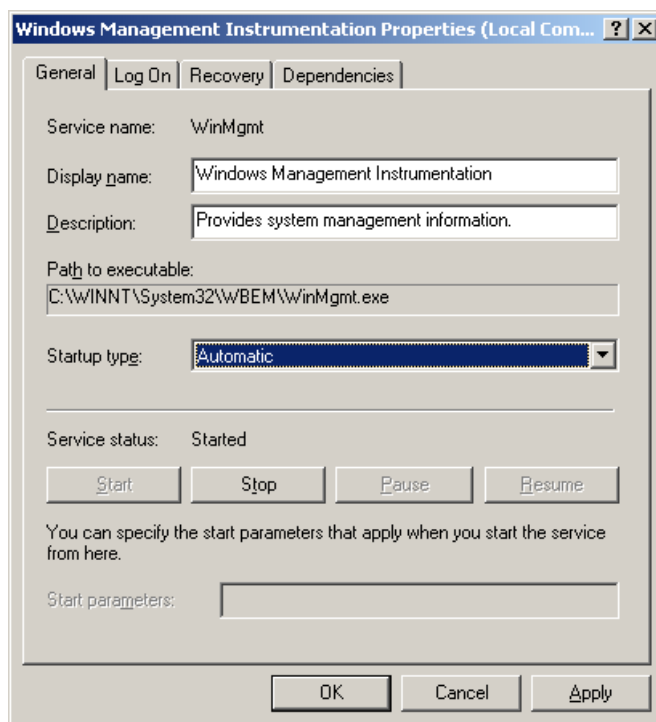 Windows Management Instrumentation Properties (Local Com...
General Log On Recovery Dependencies
Service name: WinMgmt
Display name: Windows Management Instrumentation
Description: Provides system management information.
Path to executable:
C:\WINNT\System32\WBEM\WinMgmt.exe
Startup type: Automatic
Service status: Started
Start Stop Pause Resume
You can specify the start parameters that apply when you start the service
from here.
Start parameters:
OK Cancel Apply